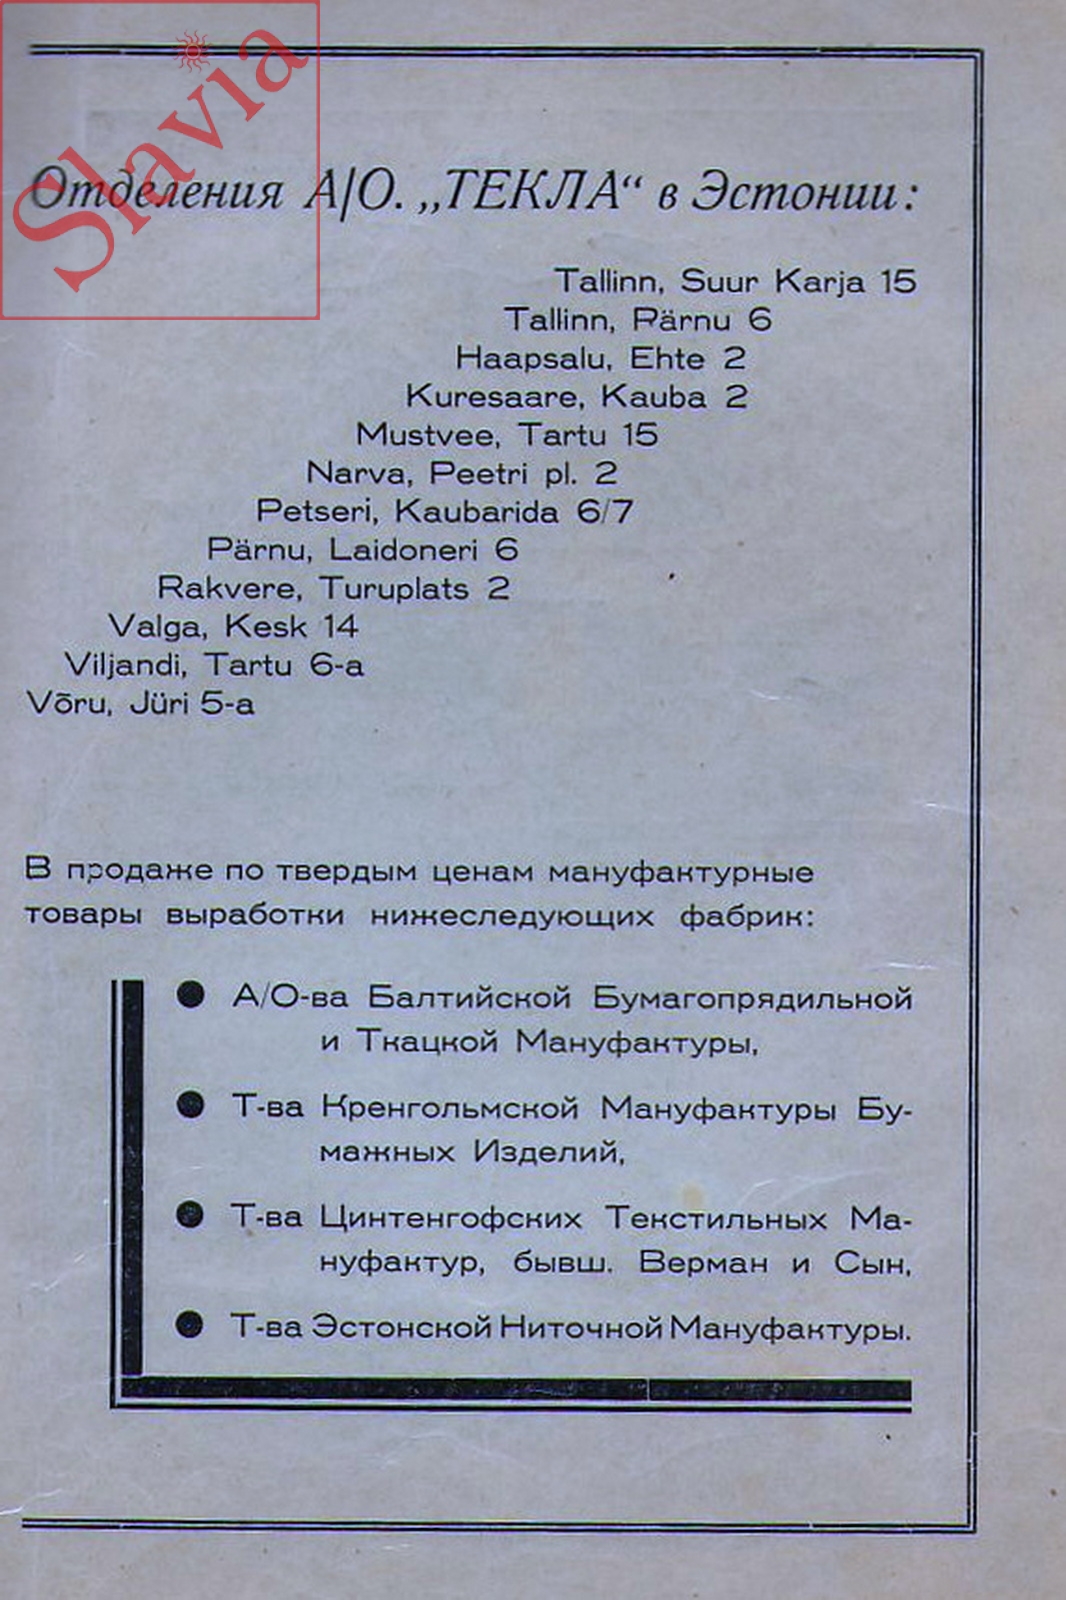 Slavia
Отделения А/О. „ТЕКЛА“ в Эстонии:
Tallinn, Suur Karja 15
Tallinn, Pärnu 6
Haapsalu, Ehte 2
Kuresaare, Kauba 2
Mustvee, Tartu 15
Narva, Peetri pl. 2
Petseri, Kaubarida 6/7
Pärnu, Laidoneri 6
Rakvere, Turuplats 2
Valga, Kesk 14
Viljandi, Tartu 6-a
Võru, Jüri 5-a
В продаже по твердым ценам мануфактурные
товары выработки нижеследующих фабрик:
● А/О-ва Балтийской Бумагопрядильной
и Ткацкой Мануфактуры,
● Т-ва Кренгольмской Мануфактуры Бу-
мажных Изделий,
● Т-ва Цинтенгофских Текстильных Ма-
нуфактур, бывш. Верман и Сын,
● Т-ва Эстонской Ниточной Мануфактуры.